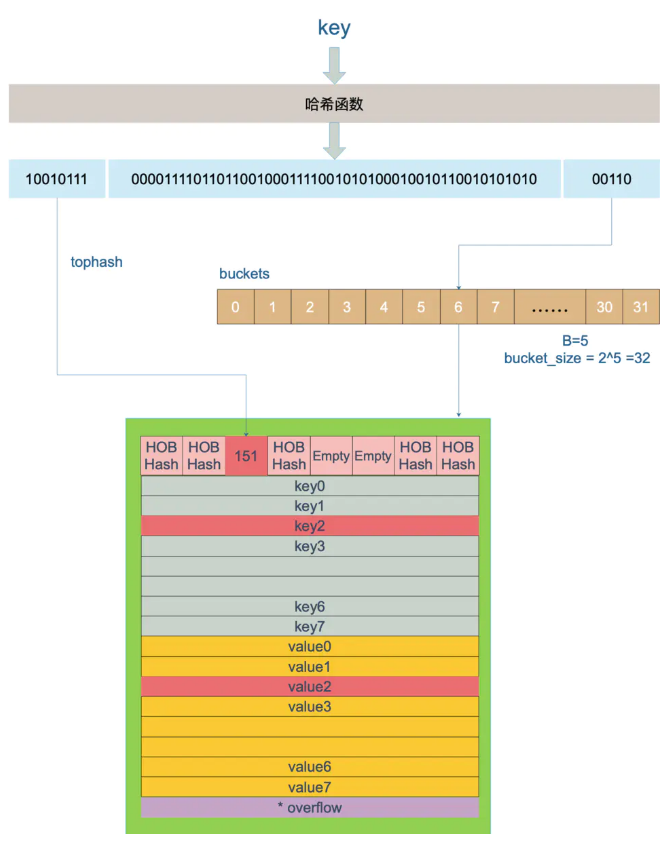 key
哈希函数
10010111
000011110110110010001111001010100010010110010101010
00110
tophash
buckets
0 1 2 3 4 5 6 7 …… 30 31
B=5
bucket_size = 2^5 =32
HOB Hash
HOB Hash
151
HOB Hash
Empty
Empty
HOB Hash
HOB Hash
key0
key1
key2
key3
key6
key7
value0
value1
value2
value3
value6
value7
* overflow